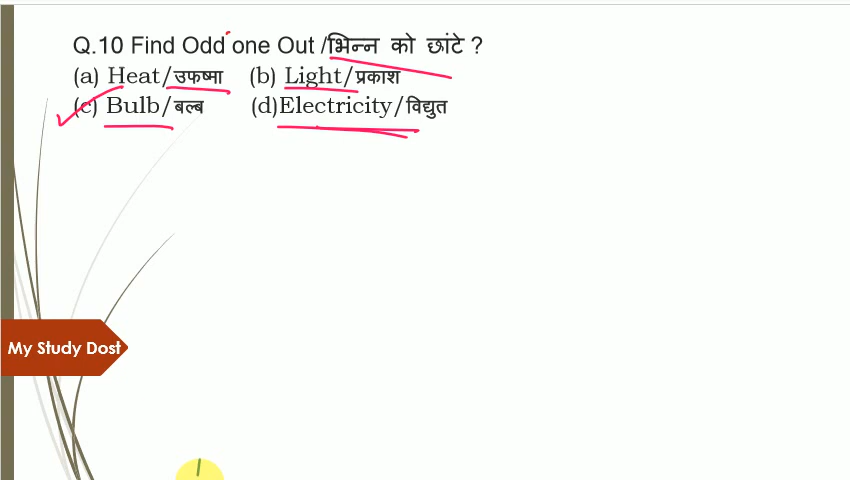 Q.10 Find Odd one Out /भिन्न को छांटे ?
(a) Heat/उफष्मा (b) Light/प्रकाश
(c) Bulb/बल्ब (d)Electricity/विद्युत
My Study Dost